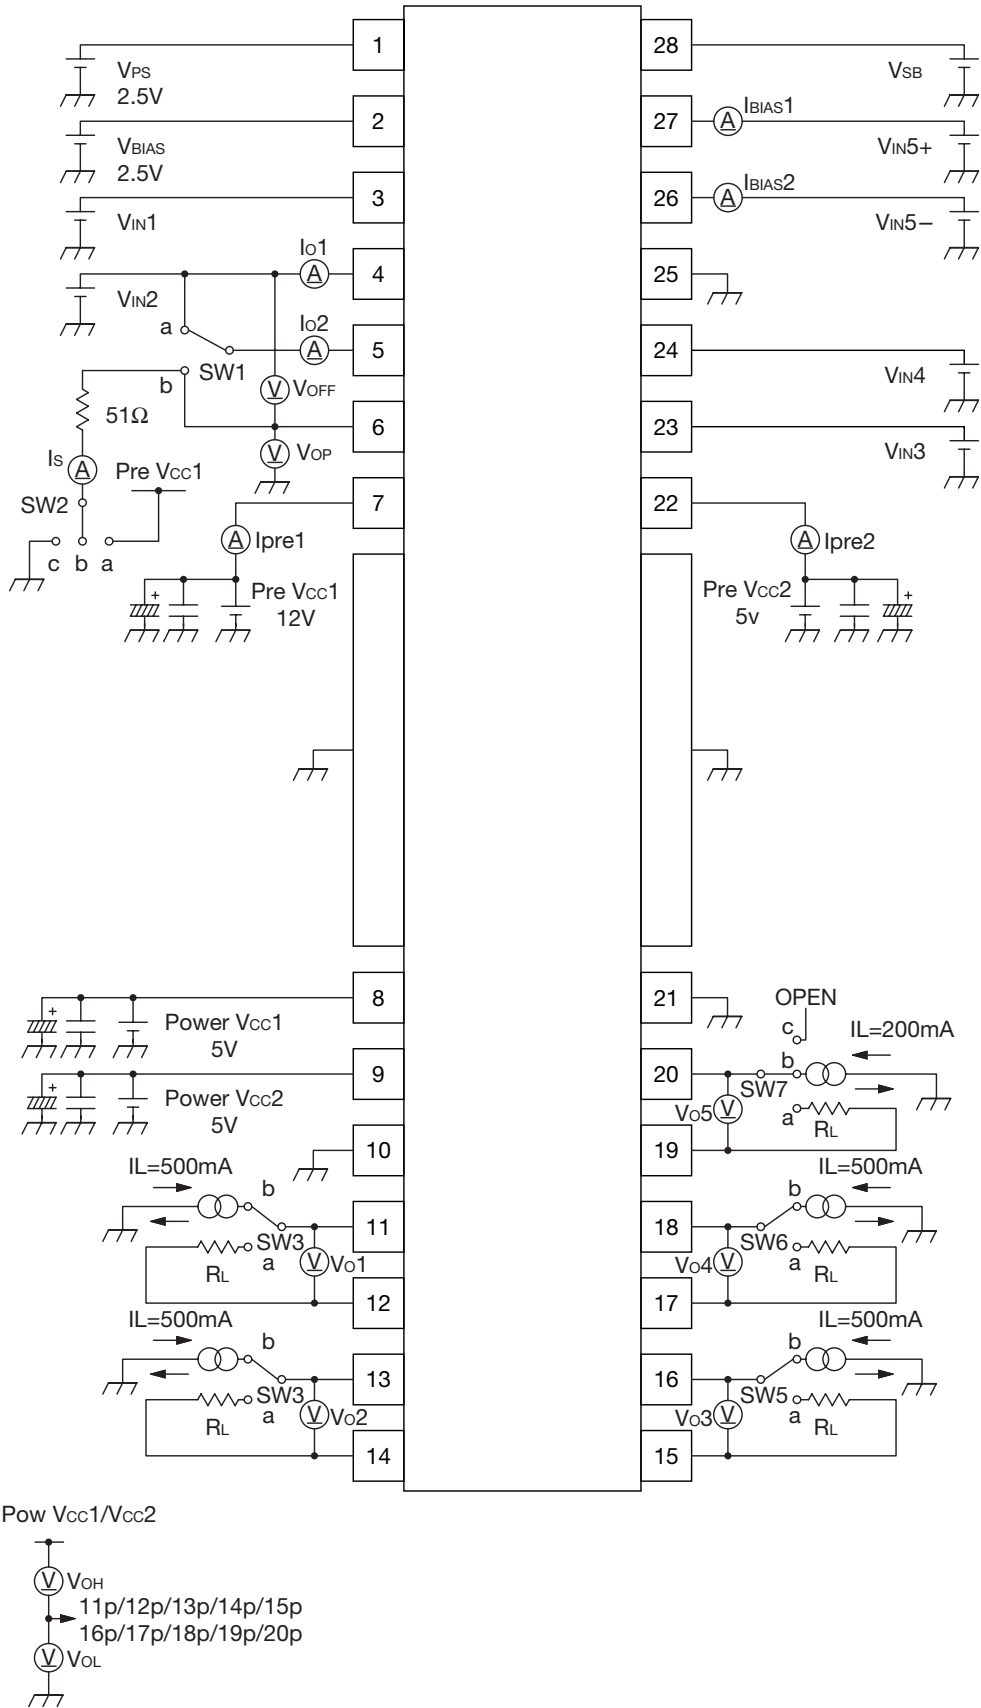 1
VPS
2.5V
2
VBIAS
2.5V
3
VIN1
IO1
4
VIN2
a
IO2
5
SW1
b
VOFF
51Ω
6
VOP
IS
A
Pre VCC1
SW2
c b a
7
A
Ipre1
+
Pre VCC1
12V
28
VSB
27
A
IBIAS1
VIN5+
26
A
IBIAS2
VIN5−
25
24
VIN4
23
VIN3
22
A
Ipre2
Pre VCC2
5v
+
A
A
V
V
8
+
Power VCC1
5V
9
+
Power VCC2
5V
10
IL=500mA
b
11
SW3
a
RL
V
VO1
12
IL=500mA
b
13
SW3
a
RL
V
VO2
14
21
OPEN
c
IL=200mA
20
b
SW7
VO5
V
a
RL
19
IL=500mA
b
18
SW6
VO4
V
a
RL
17
IL=500mA
b
16
SW5
VO3
V
a
RL
15
Pow VCC1/VCC2
V
VOH
11p/12p/13p/14p/15p
16p/17p/18p/19p/20p
V
VOL